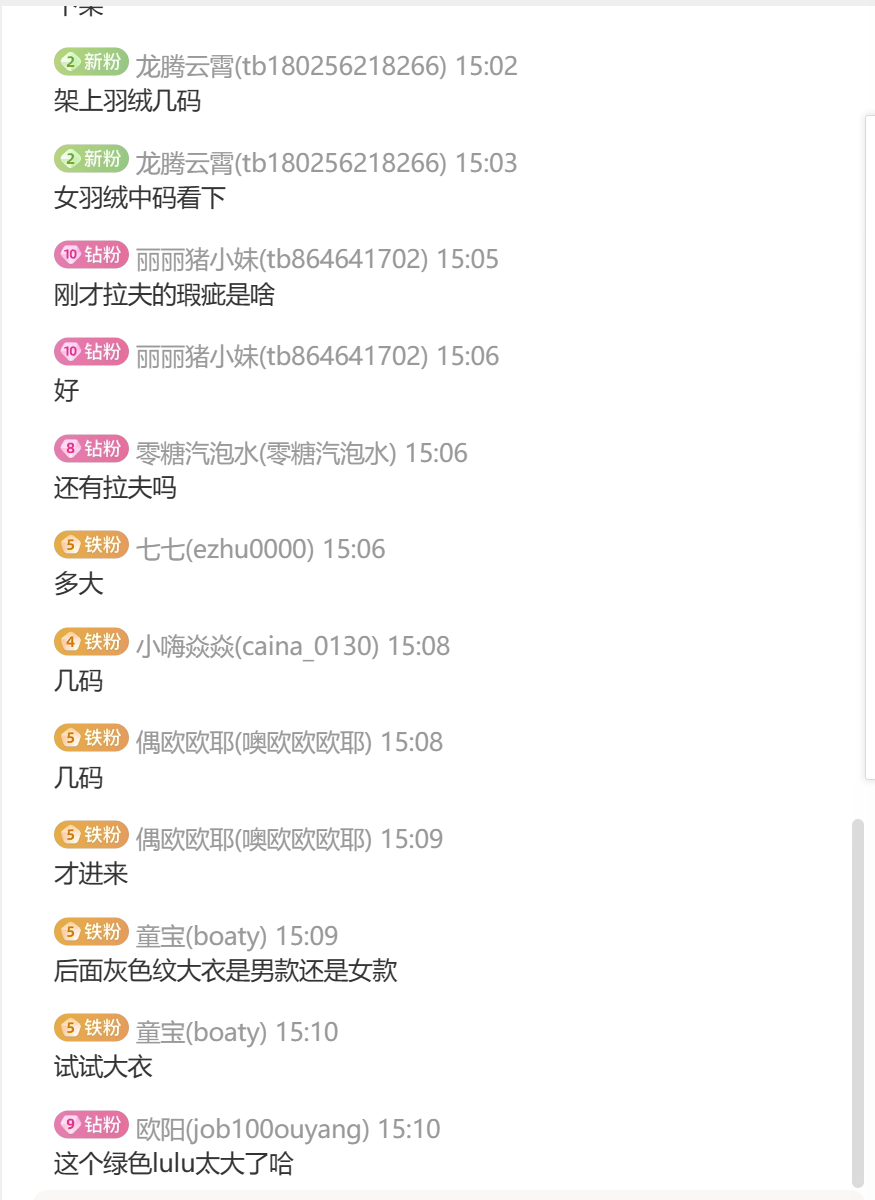 2 新粉 龙腾云霄(tb180256218266) 15:02
架上羽绒几码
2 新粉 龙腾云霄(tb180256218266) 15:03
女羽绒中码看下
10 钻粉 丽丽猪小妹(tb864641702) 15:05
刚才拉夫的瑕疵是啥
10 钻粉 丽丽猪小妹(tb864641702) 15:06
好
8 钻粉 零糖汽泡水(零糖汽泡水) 15:06
还有拉夫吗
5 铁粉 七七(ezhu0000) 15:06
多大
4 铁粉 小嗨焱焱(caina_0130) 15:08
几码
5 铁粉 偶欧欧耶(噢欧欧欧耶) 15:08
几码
5 铁粉 偶欧欧耶(噢欧欧欧耶) 15:09
才进来
5 铁粉 童宝(boaty) 15:09
后面灰色纹大衣是男款还是女款
5 铁粉 童宝(boaty) 15:10
试试大衣
9 钻粉 欧阳(job100ouyang) 15:10
这个绿色lulu太大了哈